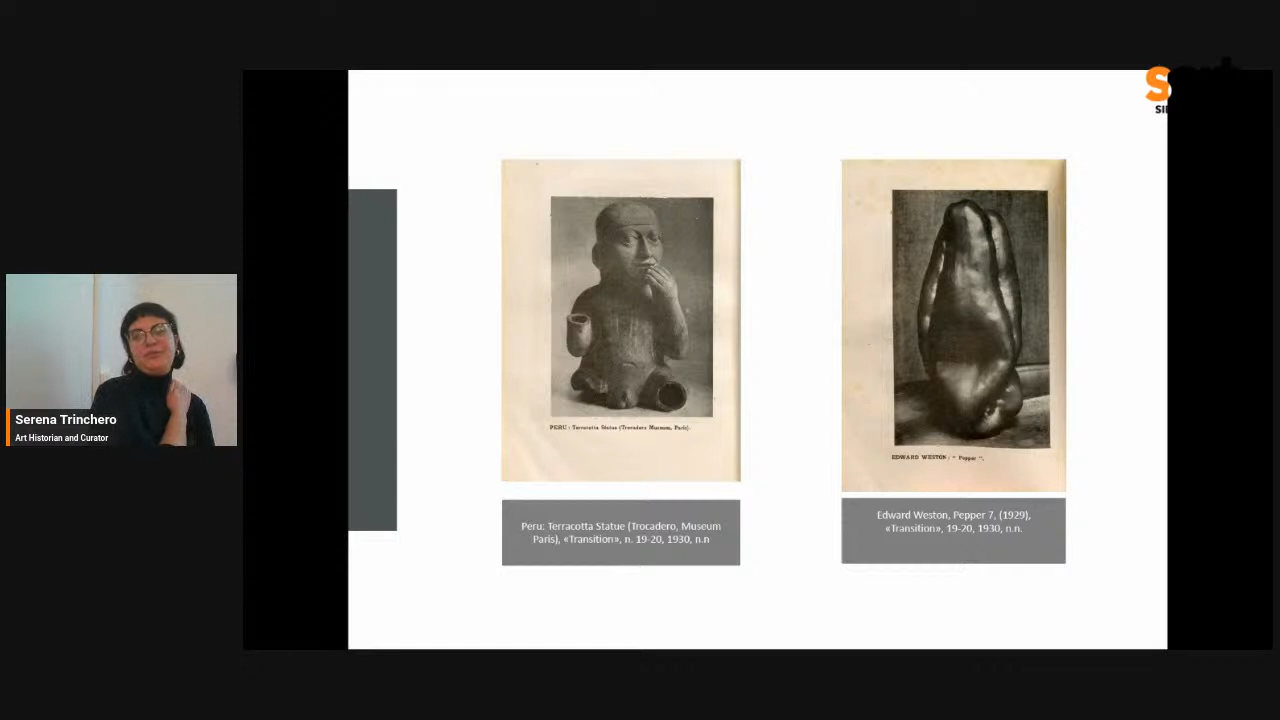 S
SI
PERU : Terracotta Statue (Trocadero Museum, Paris).
EDWARD WESTON : " Pepper ".
Peru: Terracotta Statue (Trocadero, Museum
Paris), «Transition», n. 19-20, 1930, n.n
Edward Weston, Pepper 7, (1929),
«Transition», 19-20, 1930, n.n.
Serena Trinchero
Art Historian and Curator